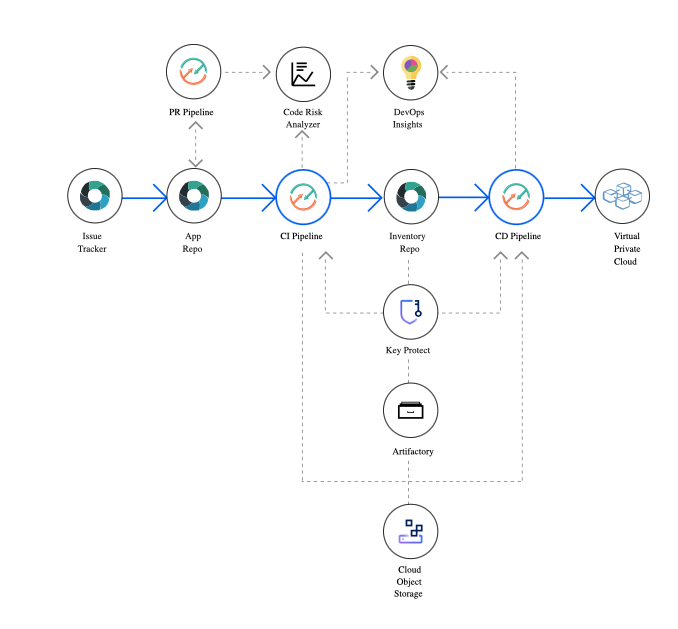 PR Pipeline
Code Risk
Analyzer
DevOps
Insights
Issue
Tracker
App
Repo
CI Pipeline
Inventory
Repo
CD Pipeline
Virtual
Private
Cloud
Key Protect
Artifactory
Cloud
Object
Storage